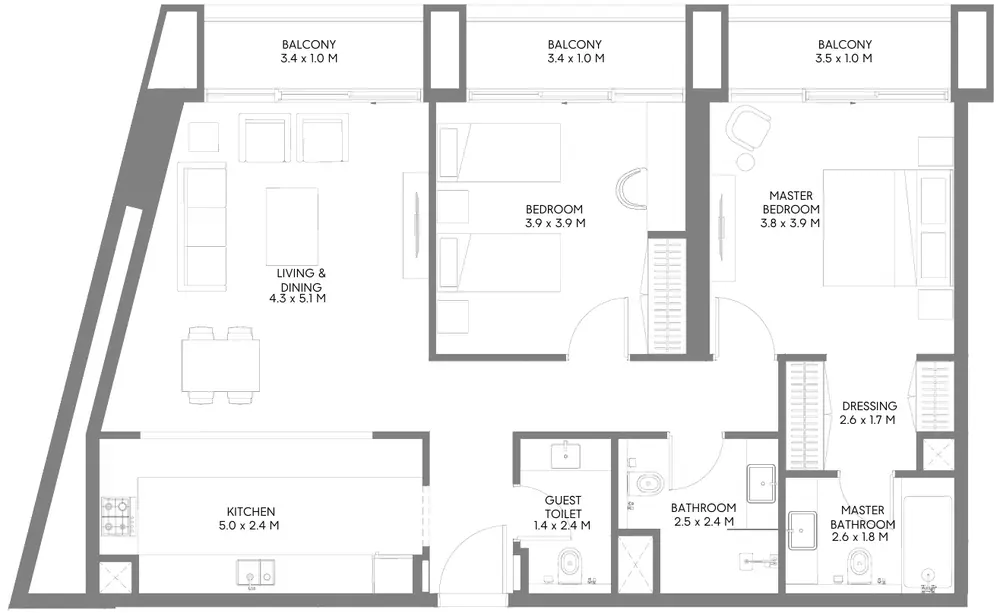 BALCONY
3.4 x 1.0 M
BALCONY
3.4 x 1.0 M
BALCONY
3.5 x 1.0 M
BEDROOM
3.9 x 3.9 M
MASTER
BEDROOM
3.8 x 3.9 M
LIVING &
DINING
4.3 x 5.1 M
DRESSING
2.6 x 1.7 M
KITCHEN
5.0 x 2.4 M
GUEST
TOILET
1.4 x 2.4 M
BATHROOM
2.5 x 2.4 M
MASTER
BATHROOM
2.6 x 1.8 M